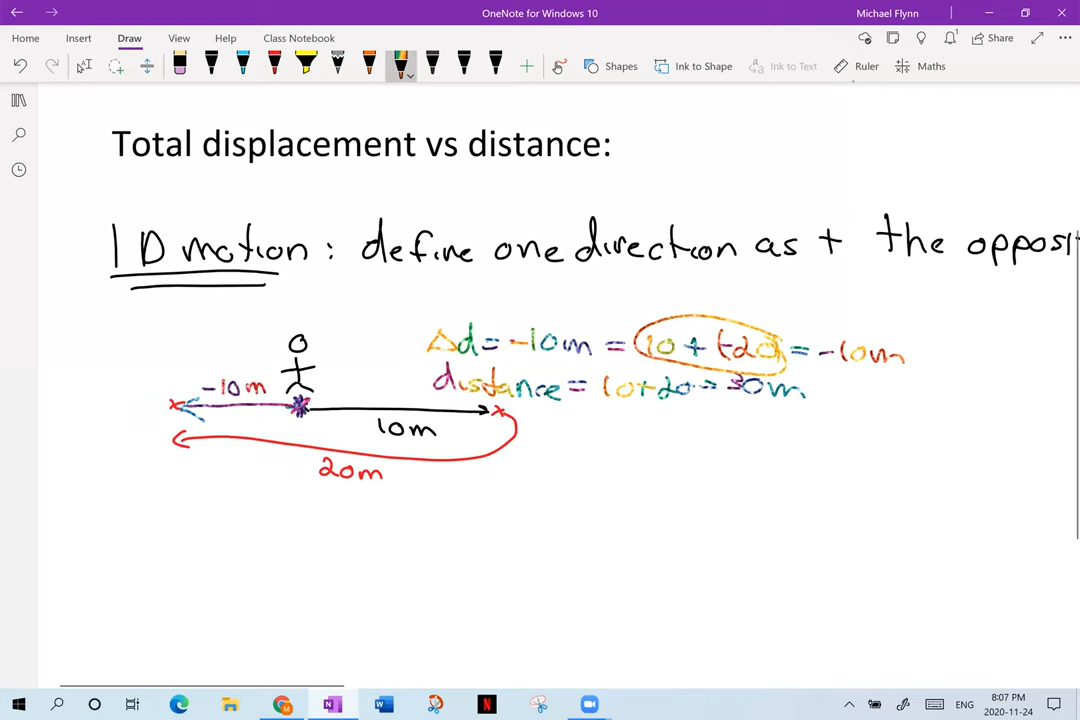 OneNote for Windows 10
Michael Flynn
Home Insert Draw View Help Class Notebook
Share
Shapes Ink to Shape Ink to Text Ruler Maths
Total displacement vs distance:
1D motion: define one direction as + the opposit
Δd = -10m = 10 + (-20) = -10m
distance = 10+20 = 30m
-10m
10m
20m
ENG
8:07 PM
2020-11-24